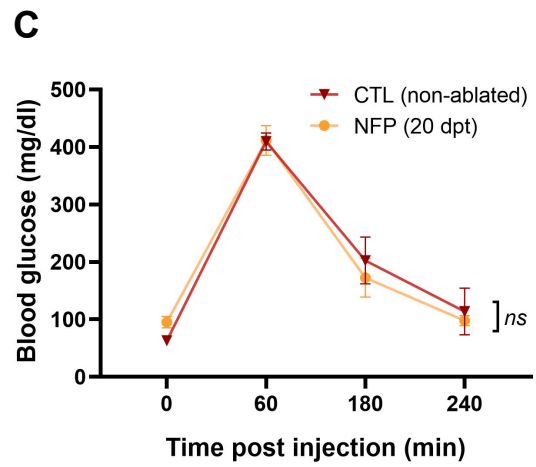 C
CTL (non-ablated)
NFP (20 dpt)
Blood glucose (mg/dl)
500
400
300
200
100
0
ns
0 60 180 240
Time post injection (min)